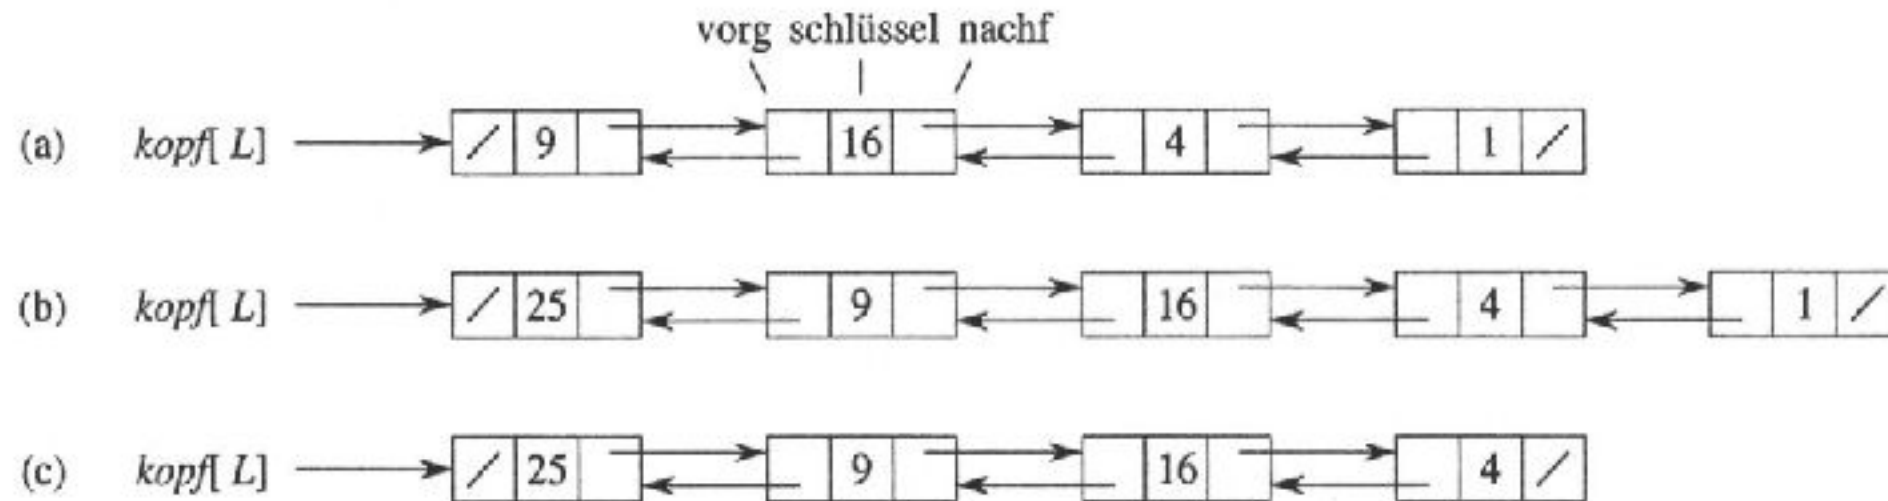 vorg schlüssel nachf
(a) kopf[ L] / 9 16 4 1 /
(b) kopf[ L] / 25 9 16 4 1 /
(c) kopf[ L] / 25 9 16 4 /